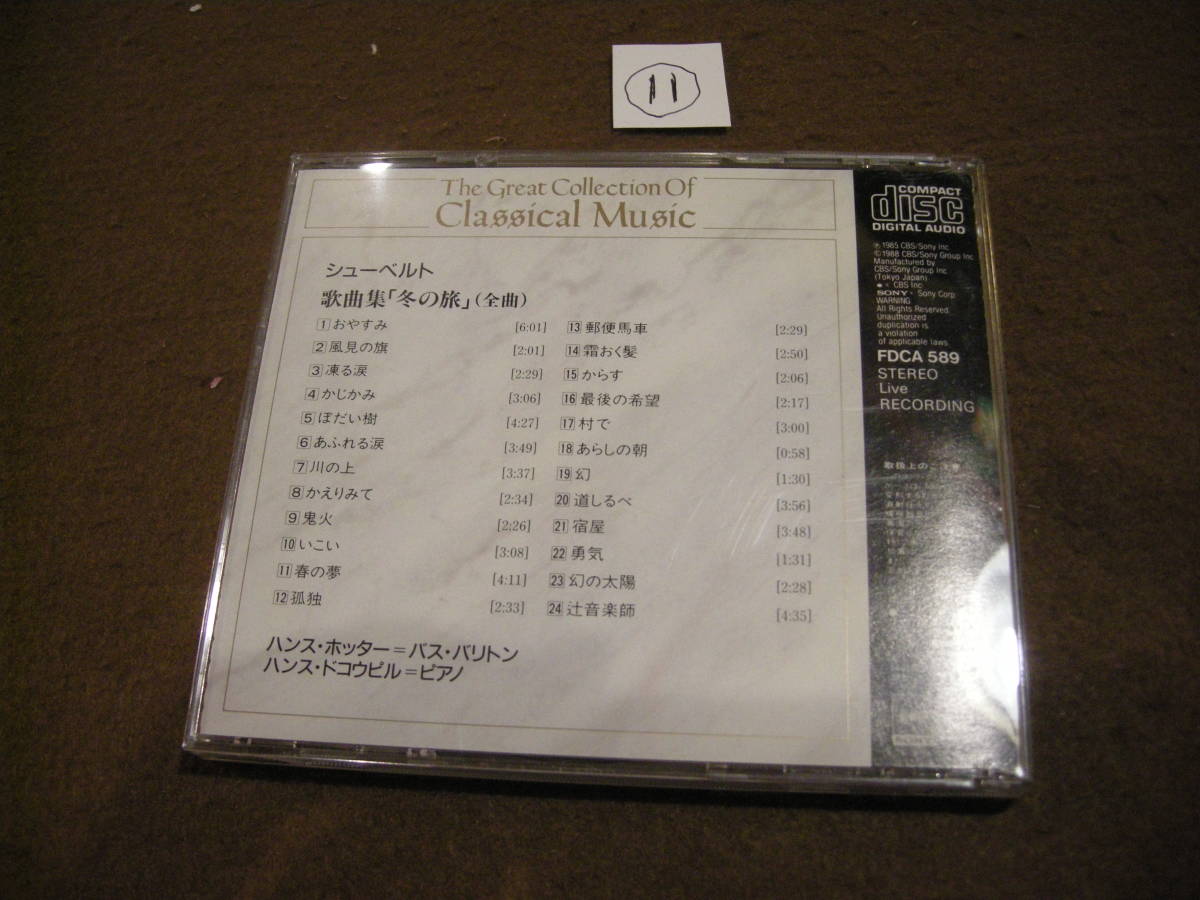 11
The Great Collection Of
Classical Music
シューベルト
歌曲集「冬の旅」(全曲)
1 おやすみ [6:01]
2 風見の旗 [2:01]
3 凍る涙 [2:29]
4 かじかみ [3:06]
5 ぼだい樹 [4:27]
6 あふれる涙 [3:49]
7 川の上 [3:37]
8 かえりみて [2:34]
9 鬼火 [2:26]
10 いこい [3:08]
11 春の夢 [4:11]
12 孤独 [2:33]
13 郵便馬車 [2:29]
14 霜おく髪 [2:50]
15 からす [2:06]
16 最後の希望 [2:17]
17 村で [3:00]
18 あらしの朝 [0:58]
19 幻 [1:30]
20 道しるべ [3:56]
21 宿屋 [3:48]
22 勇気 [1:31]
23 幻の太陽 [2:28]
24 辻音楽師 [4:35]
ハンス・ホッター=バス・バリトン
ハンス・ドコウピル=ピアノ
COMPACT
disc
DIGITAL AUDIO
℗ 1985 CBS/Sony Inc
© 1988 CBS/Sony Group Inc
Manufactured by
CBS/Sony Group Inc
(Tokyo Japan)
CBS Inc
SONY Sony Corp
WARNING
All Rights Reserved.
Unauthorized
duplication is
a violation
of applicable laws.
FDCA 589
STEREO
Live
RECORDING